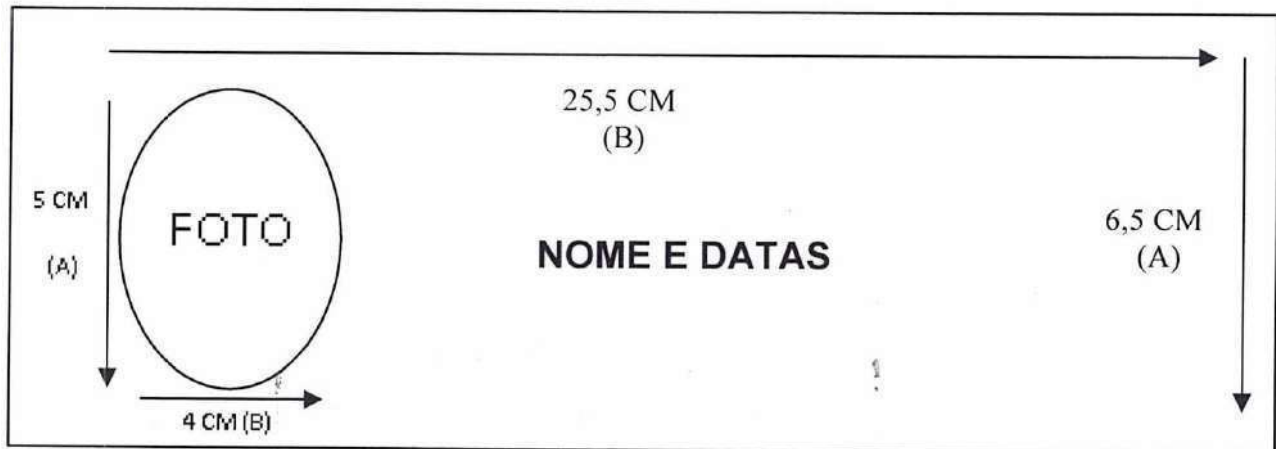 25,5 CM
(B)
5 CM
(A)
FOTO
NOME E DATAS
6,5 CM
(A)
4 CM (B)